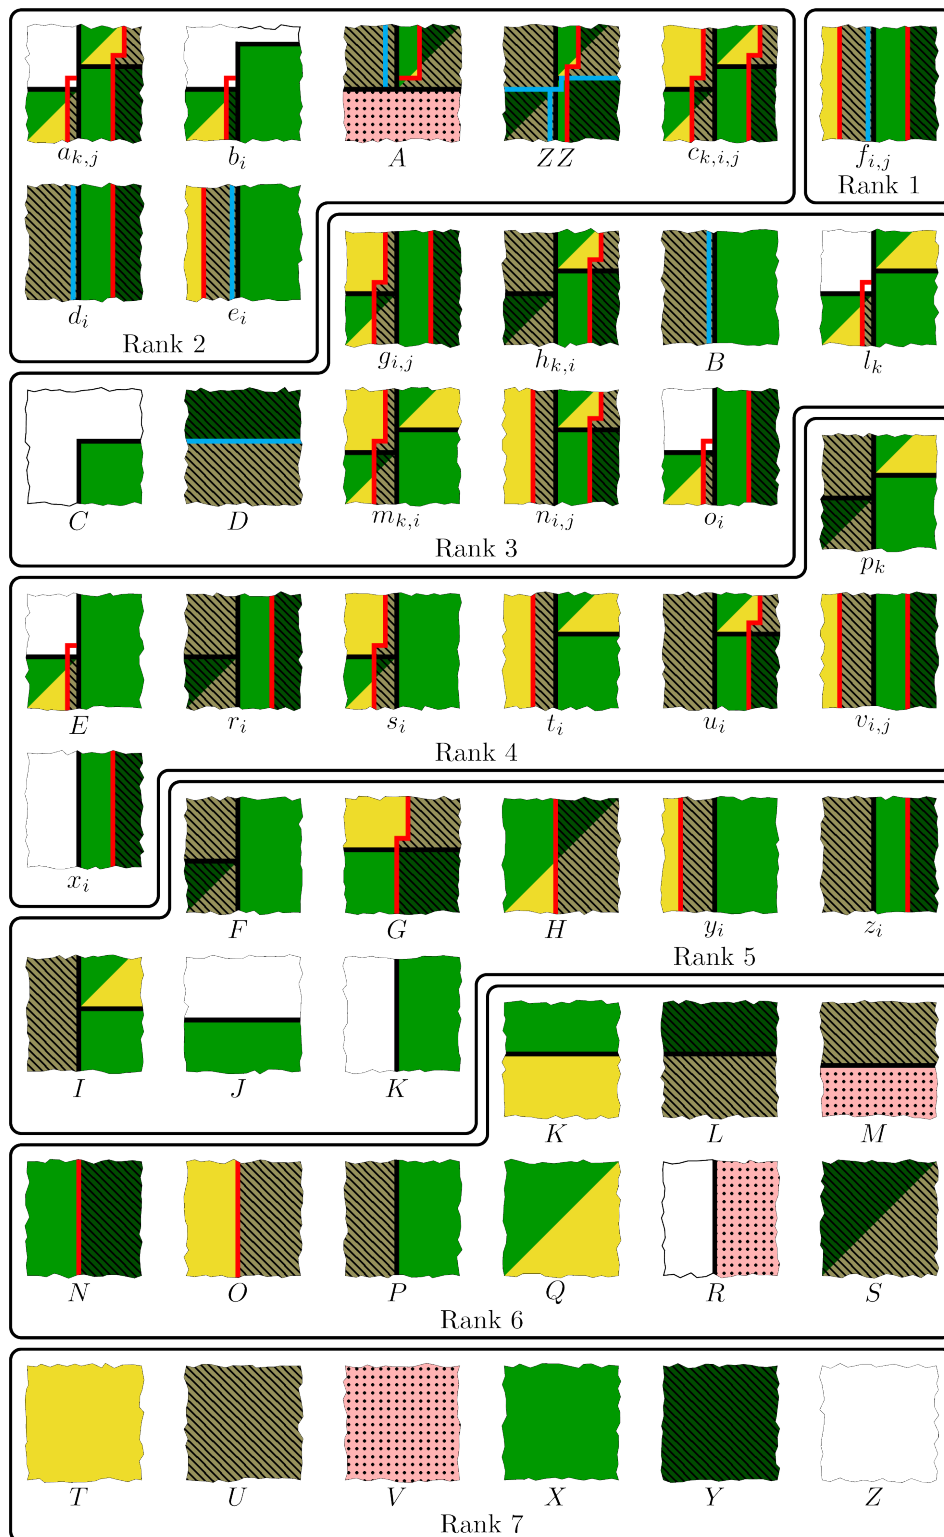 a_{k,j} b_i A ZZ c_{k,i,j} f_{i,j}
Rank 1
d_i e_i
Rank 2
g_{i,j} h_{k,i} B l_k
C D m_{k,i} n_{i,j} o_i
Rank 3
p_k
E r_i s_i t_i u_i v_{i,j}
Rank 4
x_i
F G H y_i z_i
Rank 5
I J K
K L M
N O P Q R S
Rank 6
T U V X Y Z
Rank 7